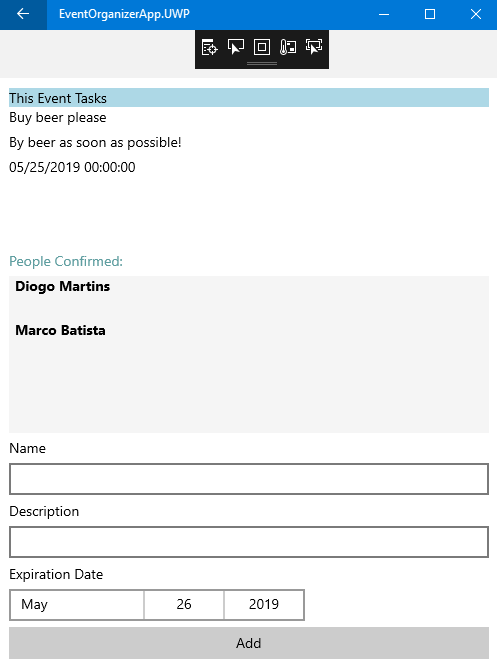 EventOrganizerApp.UWP
This Event Tasks
Buy beer please
By beer as soon as possible!
05/25/2019 00:00:00
People Confirmed:
Diogo Martins
Marco Batista
Name
Description
Expiration Date
May 26 2019
Add